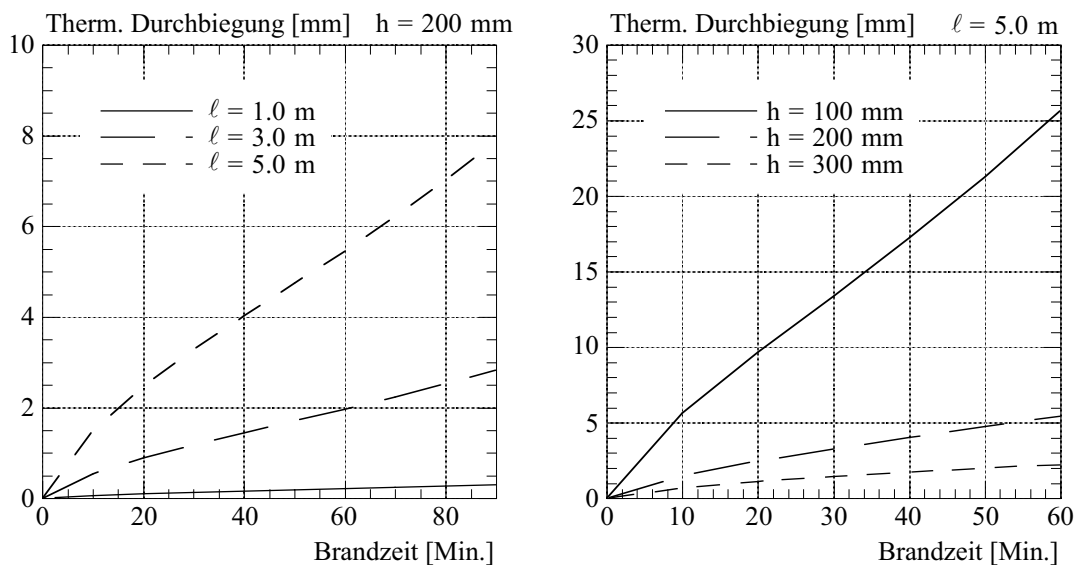 Therm. Durchbiegung [mm] h = 200 mm
10
8
6
4
2
0
ℓ = 1.0 m
ℓ = 3.0 m
ℓ = 5.0 m
0 20 40 60 80
Brandzeit [Min.]
Therm. Durchbiegung [mm] ℓ = 5.0 m
30
25
20
15
10
5
0
h = 100 mm
h = 200 mm
h = 300 mm
0 10 20 30 40 50 60
Brandzeit [Min.]